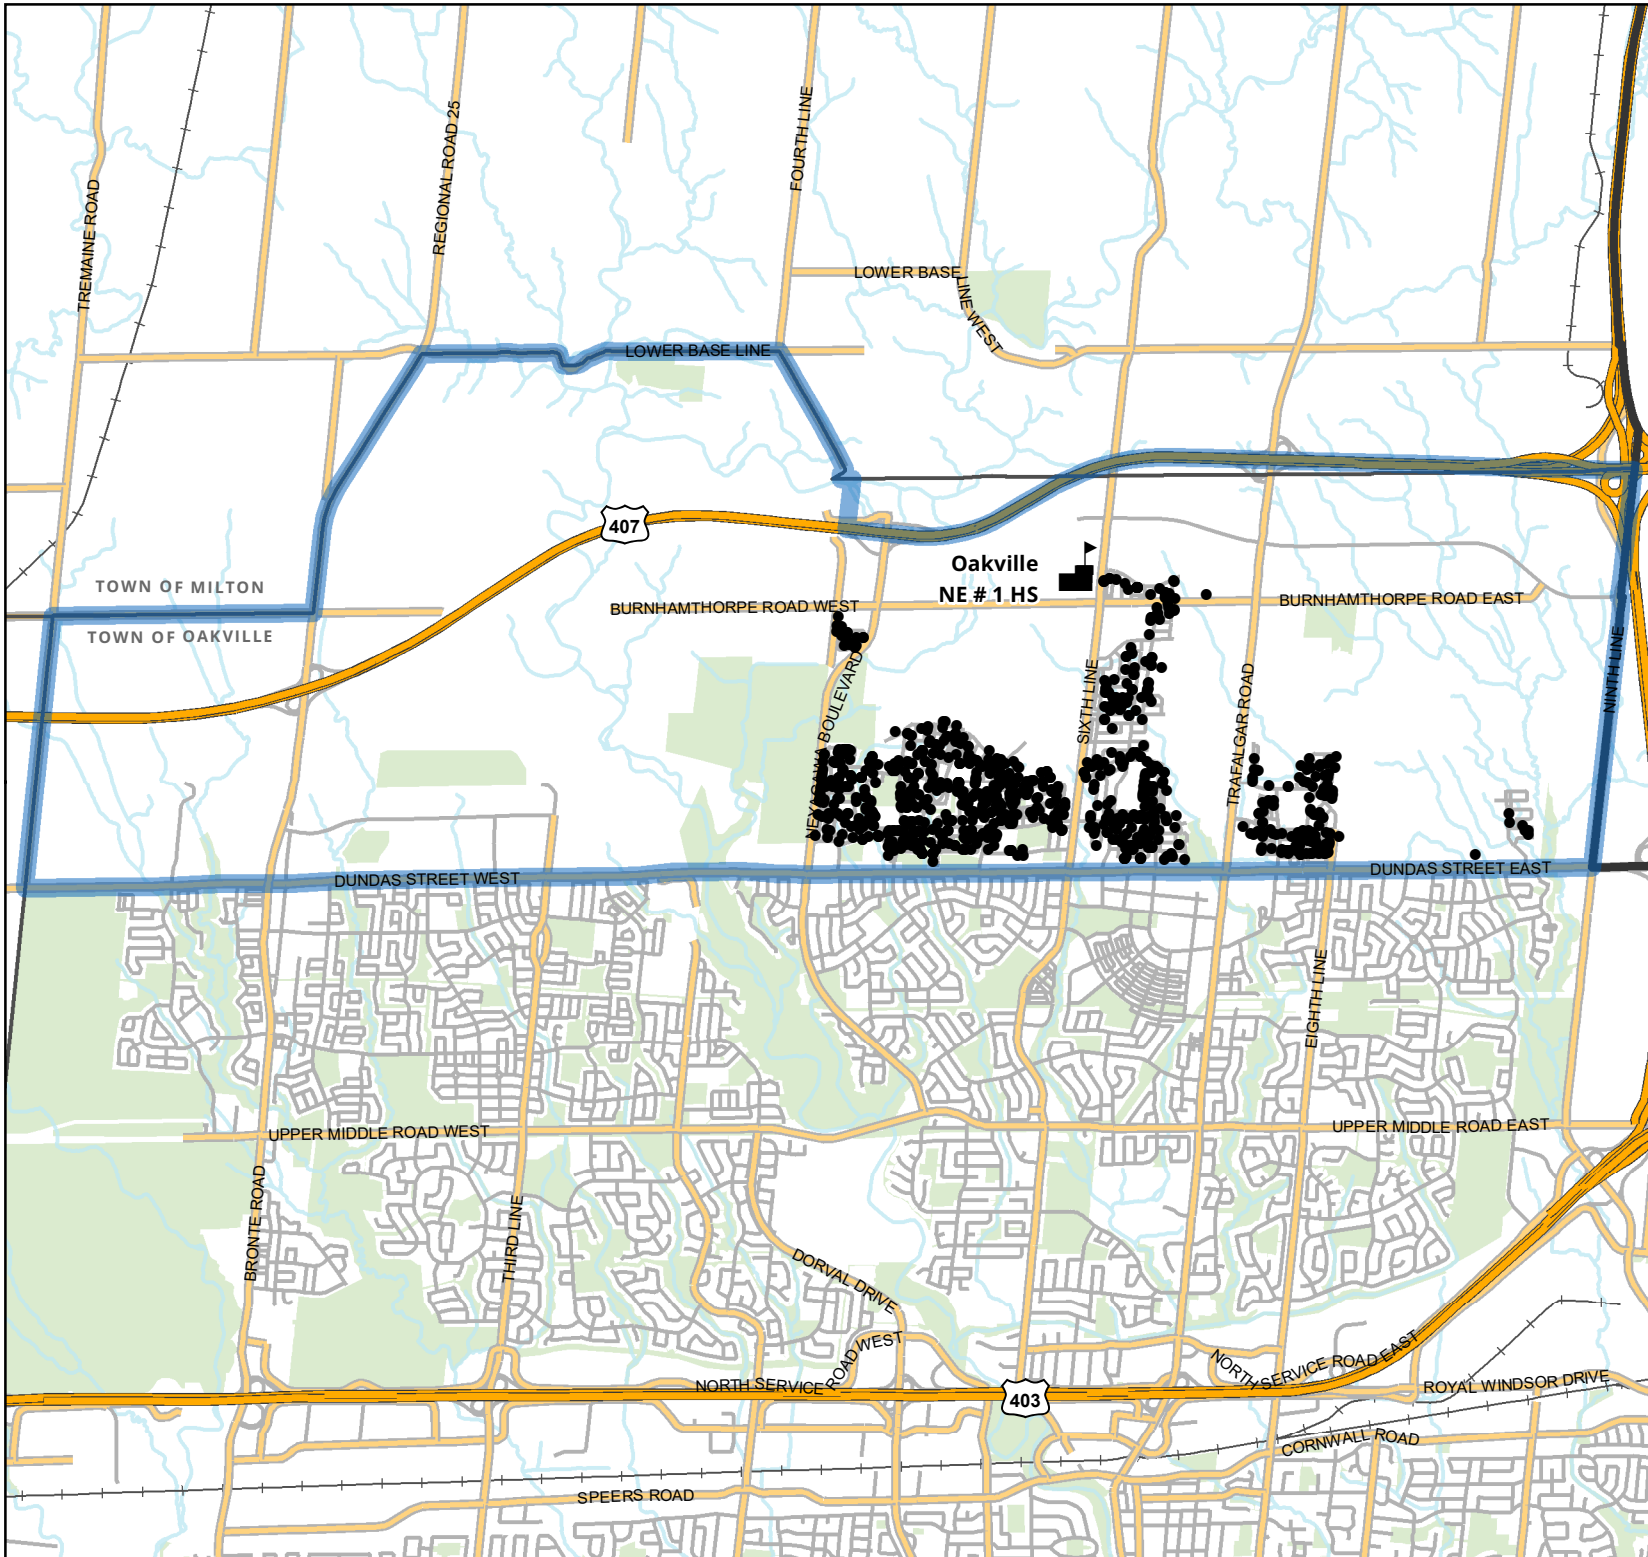 REGIONAL ROAD 25
FOURTH LINE
TREMAINE ROAD
LOWER BASE
LINE WEST
LOWER BASE LINE
407
Oakville
NE # 1 HS
TOWN OF MILTON
TOWN OF OAKVILLE
BURNHAMTHORPE ROAD WEST
BURNHAMTHORPE ROAD EAST
NINTH LINE
SIXTH LINE
TRAFALGAR ROAD
NEYAGAWA BOULEVARD
DUNDAS STREET WEST
DUNDAS STREET EAST
EIGHTH LINE
UPPER MIDDLE ROAD WEST
UPPER MIDDLE ROAD EAST
BRONTE ROAD
THIRD LINE
DORVAL DRIVE
NORTH SERVICE
ROAD WEST
403
NORTH
SERVICE ROAD EAST
ROYAL WINDSOR DRIVE
CORNWALL ROAD
SPEERS ROAD